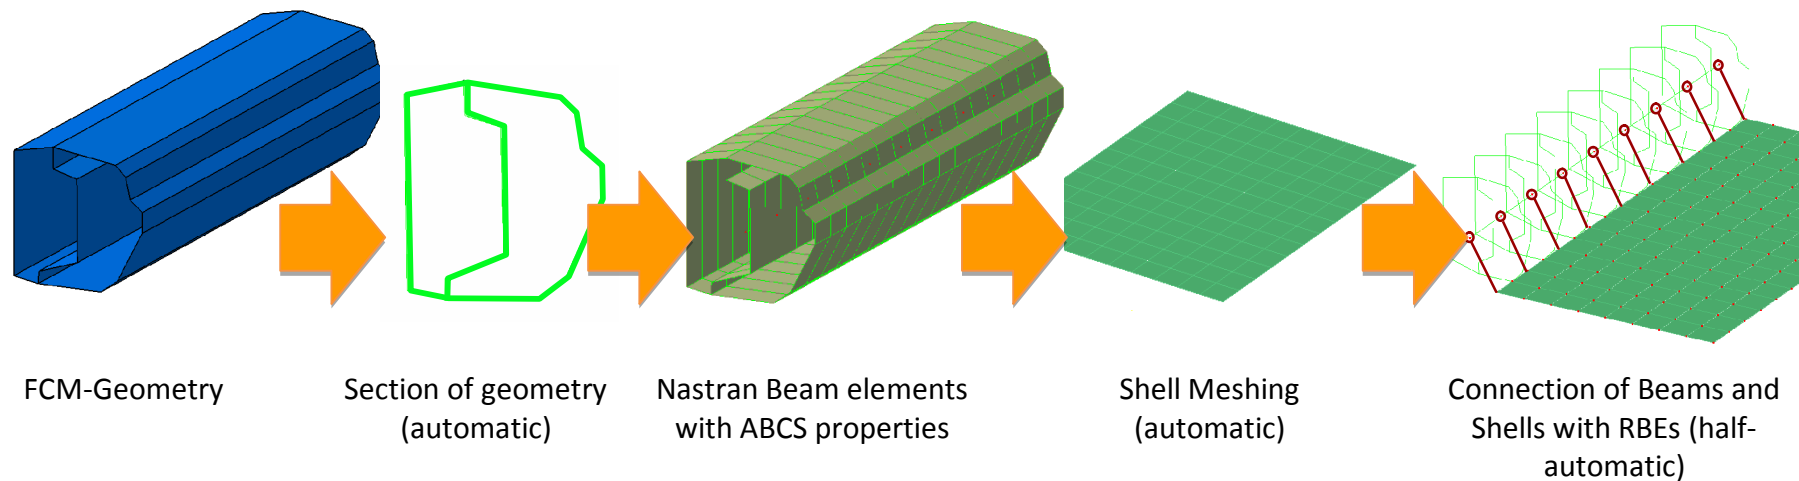 FCM-Geometry
Section of geometry
(automatic)
Nastran Beam elements
with ABCS properties
Shell Meshing
(automatic)
Connection of Beams and
Shells with RBEs (half-
automatic)